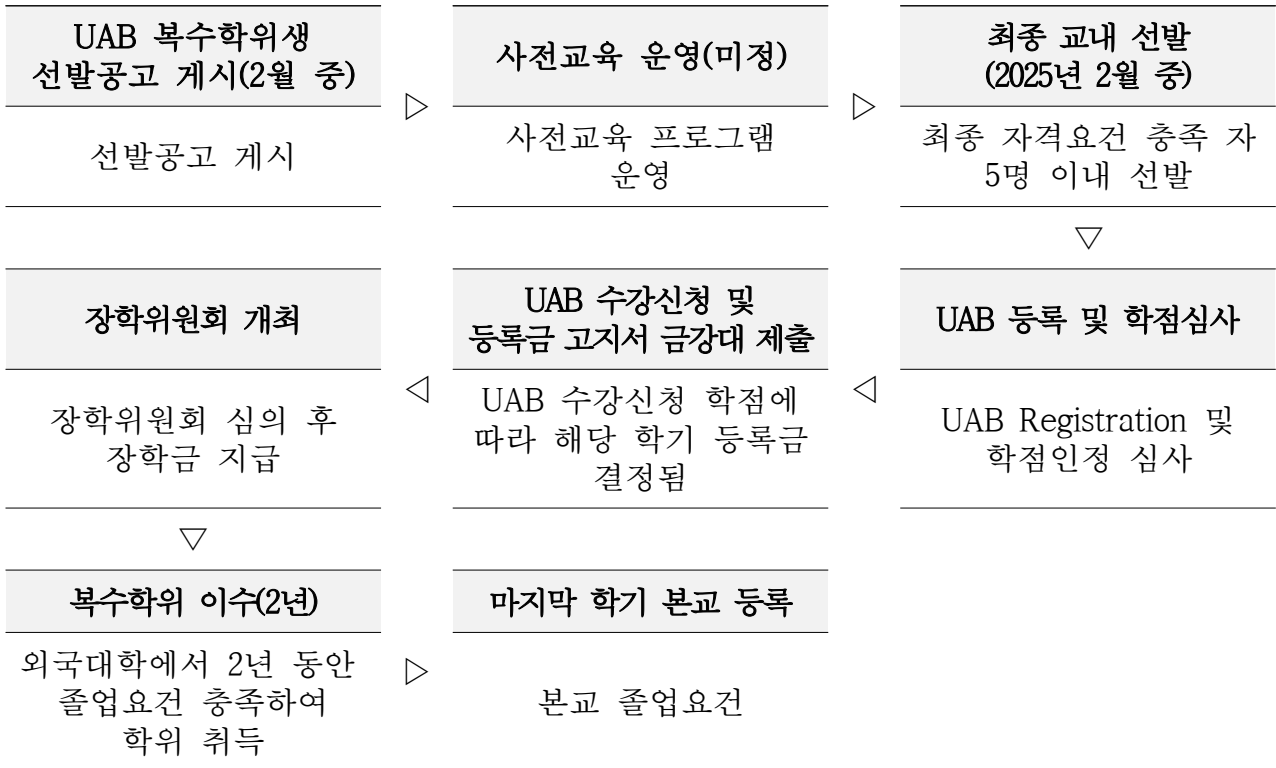 UAB 복수학위생
선발공고 게시(2월 중)
선발공고 게시
▷
사전교육 운영(미정)
사전교육 프로그램
운영
▷
최종 교내 선발
(2025년 2월 중)
최종 자격요건 충족 자
5명 이내 선발
▽
UAB 등록 및 학점심사
UAB Registration 및
학점인정 심사
◁
UAB 수강신청 및
등록금 고지서 금강대 제출
UAB 수강신청 학점에
따라 해당 학기 등록금
결정됨
◁
장학위원회 개최
장학위원회 심의 후
장학금 지급
▽
복수학위 이수(2년)
외국대학에서 2년 동안
졸업요건 충족하여
학위 취득
▷
마지막 학기 본교 등록
본교 졸업요건